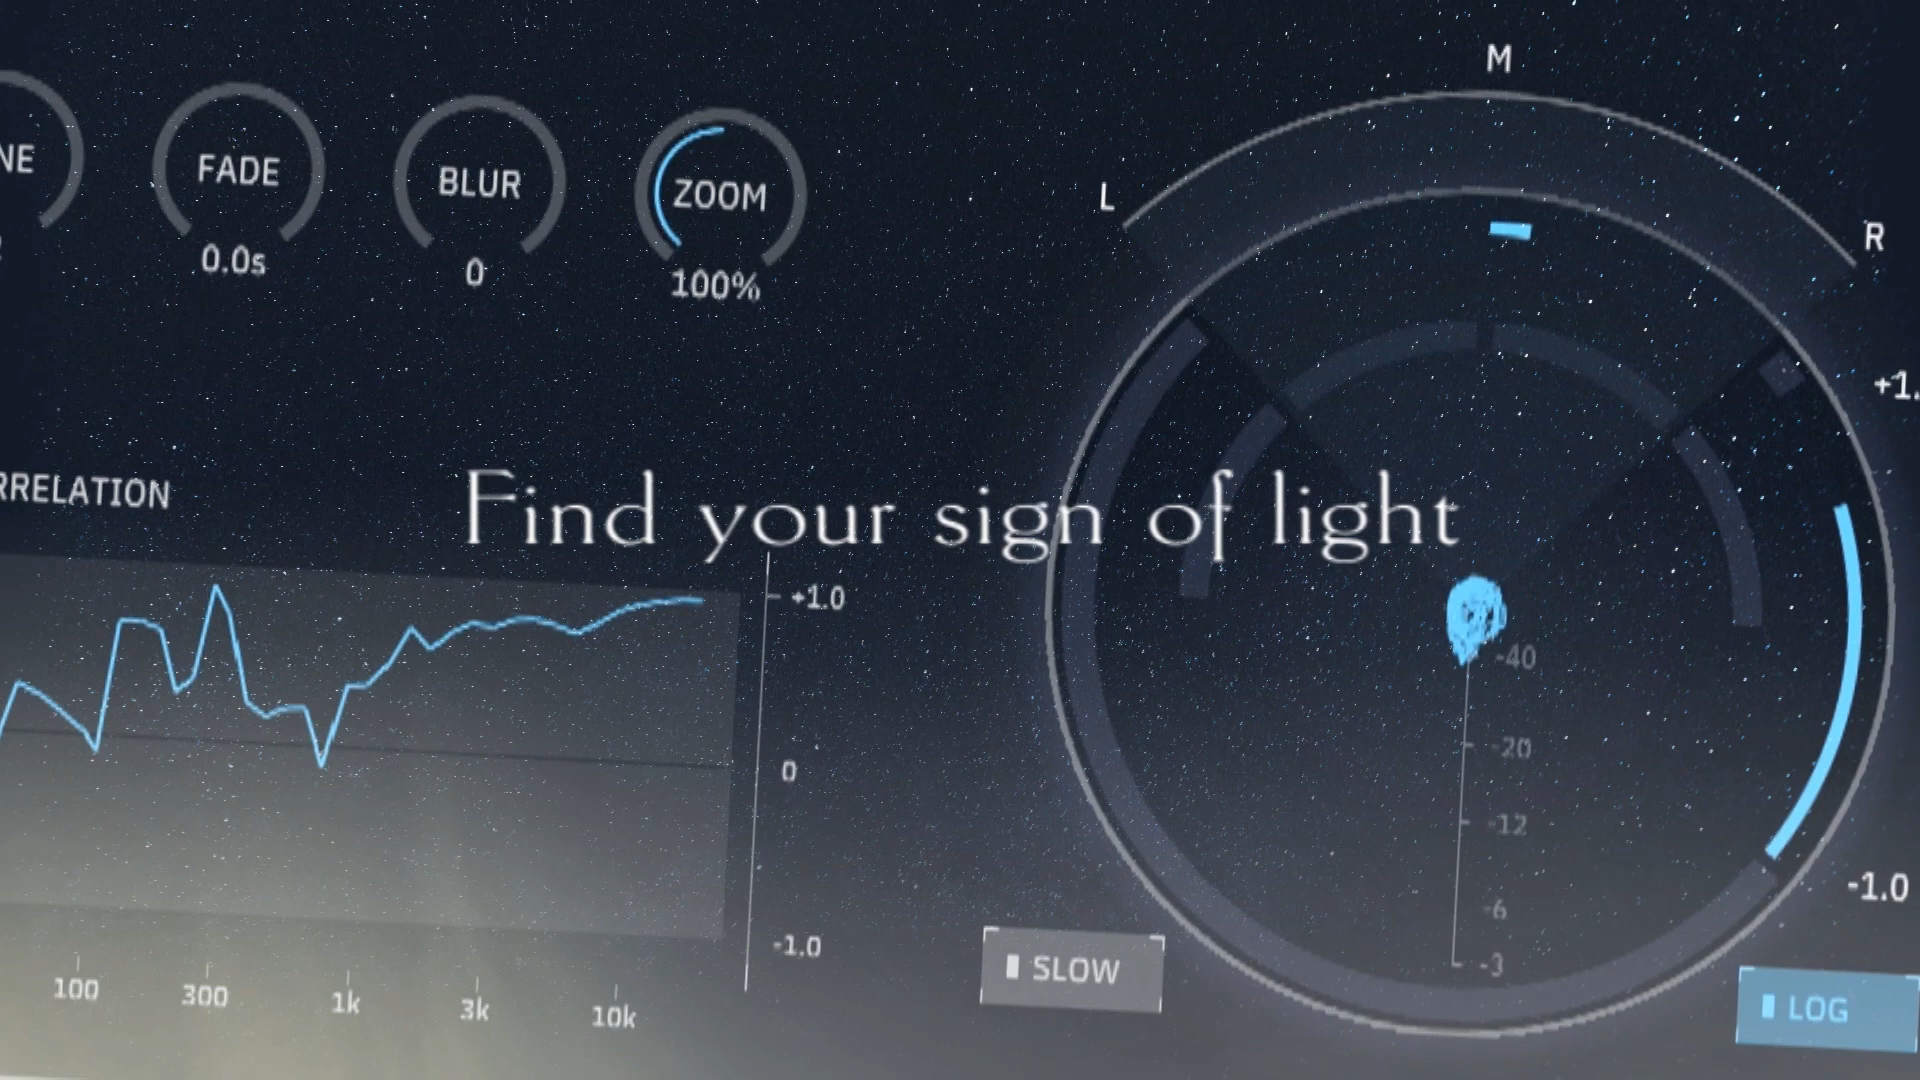 M
L
R
NE
FADE
BLUR
ZOOM
0.0s
0
100%
+1.
RRELATION
Find your sign of light
+1.0
0
-1.0
-40
-20
-12
-6
-3
-1.0
100
300
1k
3k
10k
SLOW
LOG